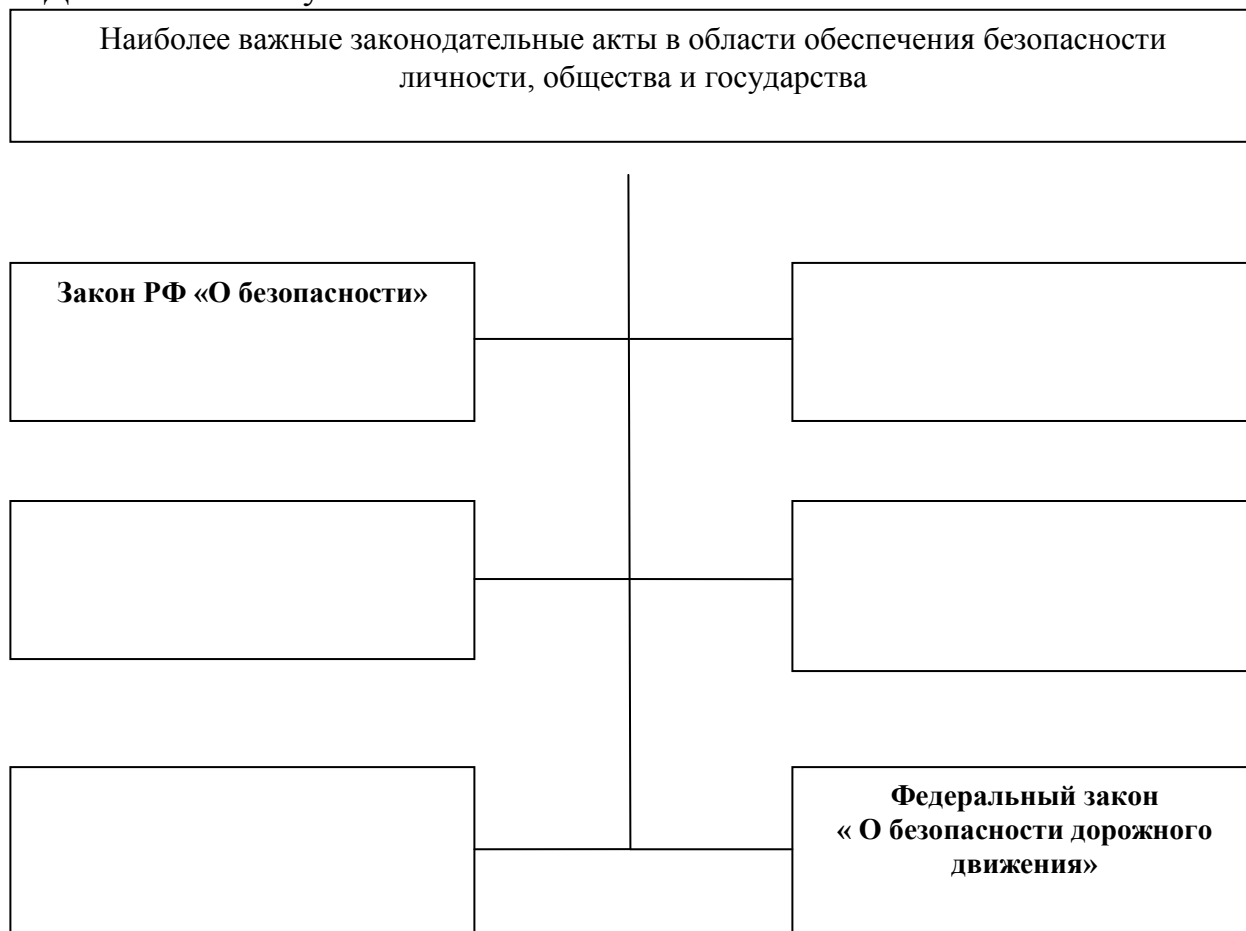 Наиболее важные законодательные акты в области обеспечения безопасности
личности, общества и государства
Закон РФ «О безопасности»
Федеральный закон
« О безопасности дорожного
движения»